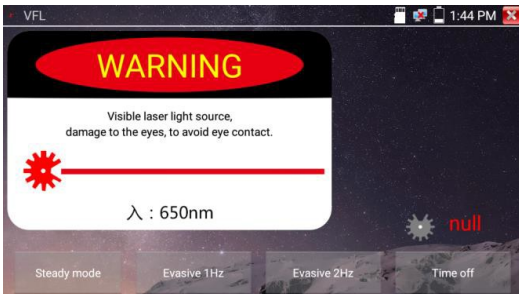 VFL
1:44 PM
WARNING
Visible laser light source,
damage to the eyes, to avoid eye contact.
入 : 650nm
null
Steady mode
Evasive 1Hz
Evasive 2Hz
Time off